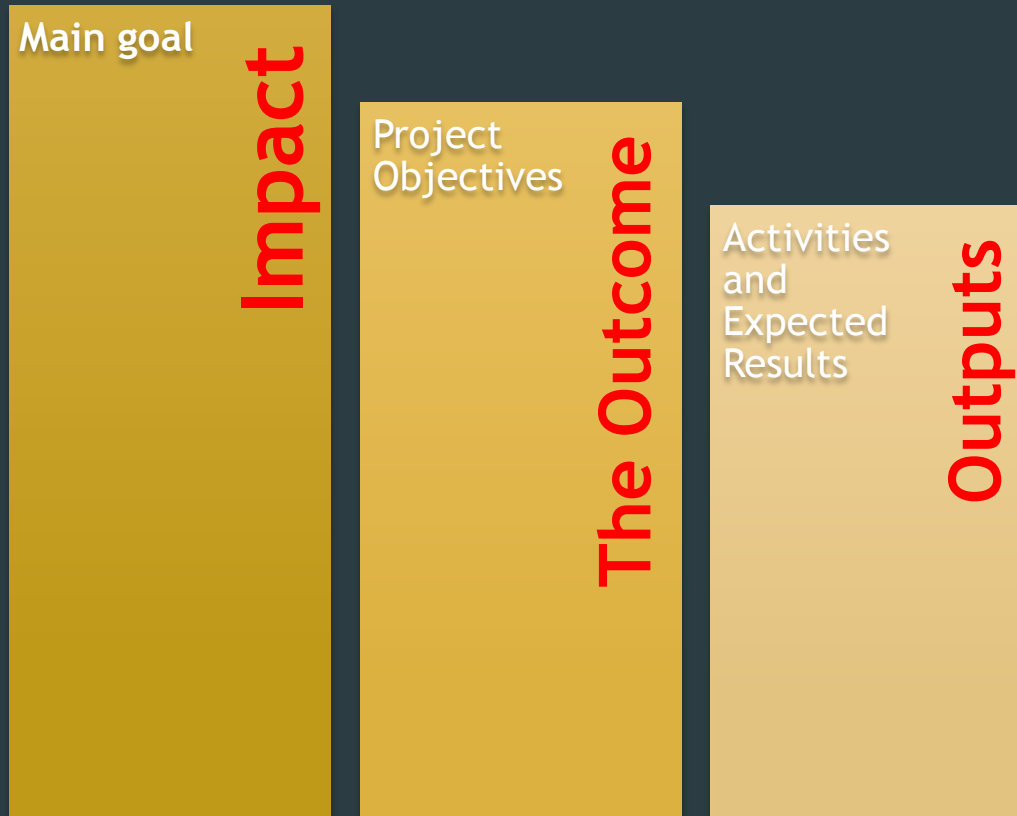 Main goal
Impact
Project
Objectives
The Outcome
Activities
and
Expected
Results
Outputs